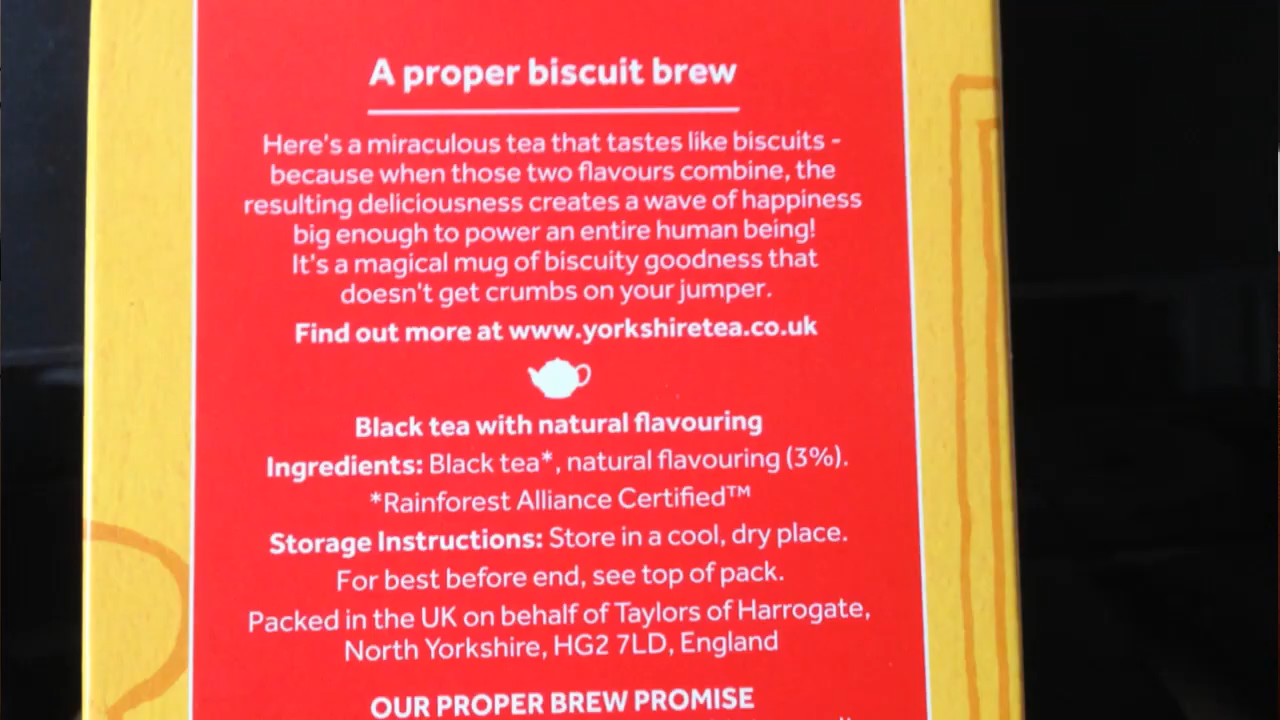 A proper biscuit brew
Here's a miraculous tea that tastes like biscuits -
because when those two flavours combine, the
resulting deliciousness creates a wave of happiness
big enough to power an entire human being!
It's a magical mug of biscuity goodness that
doesn't get crumbs on your jumper.
Find out more at www.yorkshiretea.co.uk
Black tea with natural flavouring
Ingredients: Black tea*, natural flavouring (3%).
*Rainforest Alliance Certified™
Storage Instructions: Store in a cool, dry place.
For best before end, see top of pack.
Packed in the UK on behalf of Taylors of Harrogate,
North Yorkshire, HG2 7LD, England
OUR PROPER BREW PROMISE